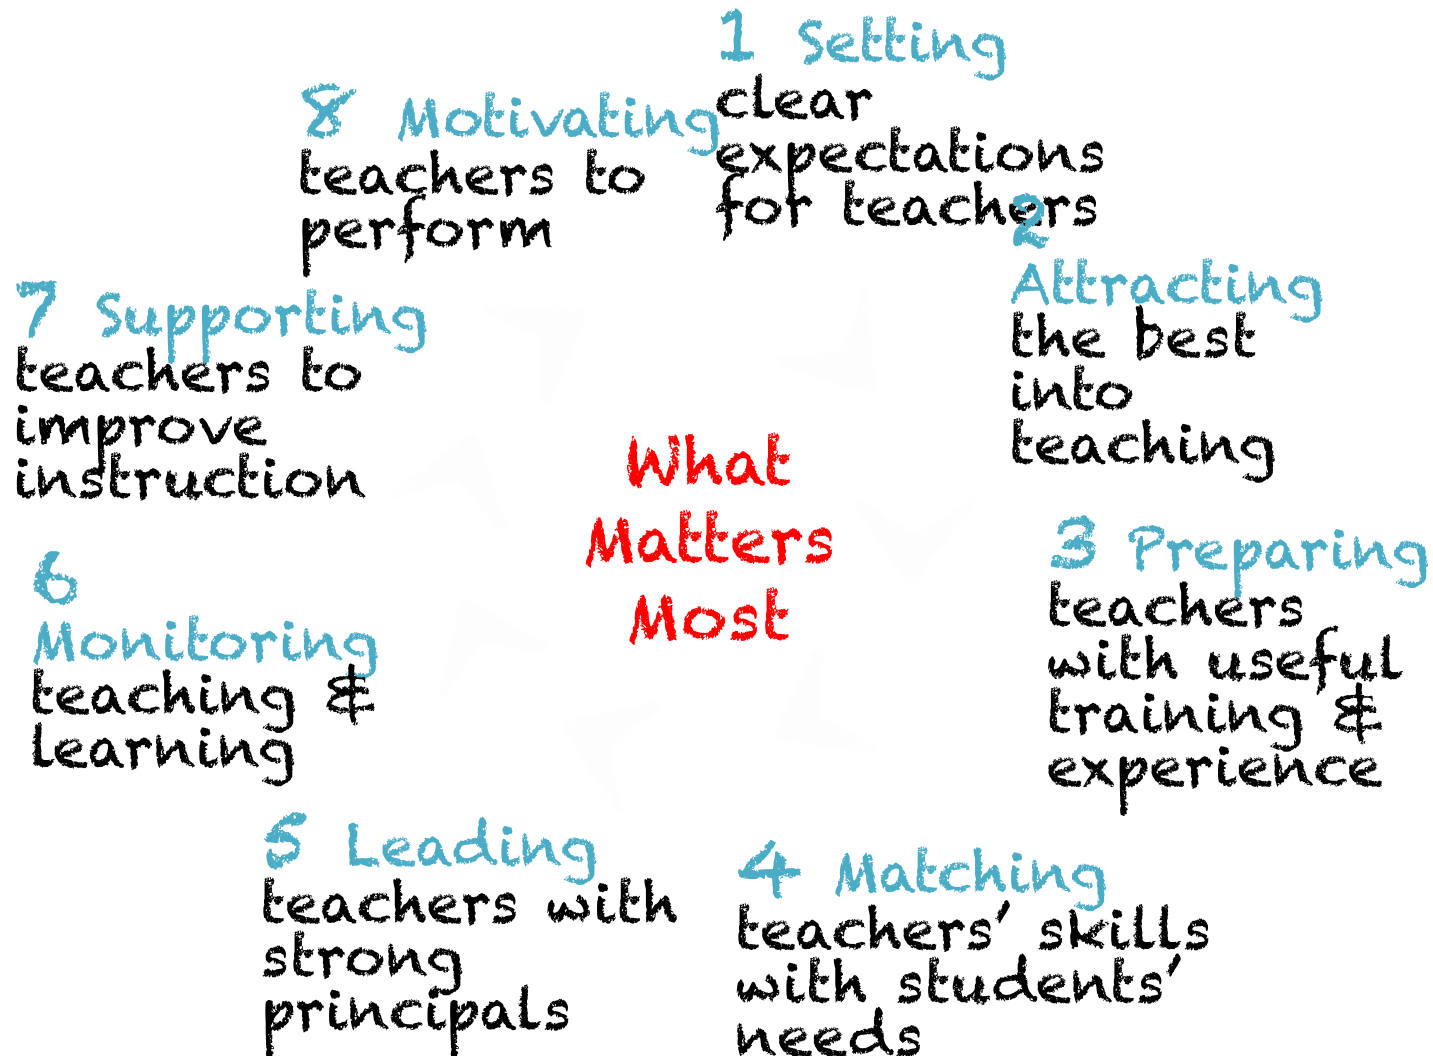 1 Setting
clear
expectations
for teachers
2
Attracting
the best
into
teaching
3 Preparing
teachers
with useful
training &
experience
4 Matching
teachers’ skills
with students’
needs
5 Leading
teachers with
strong
principals
6
Monitoring
teaching &
learning
7 Supporting
teachers to
improve
instruction
8 Motivating
teachers to
perform
What
Matters
Most